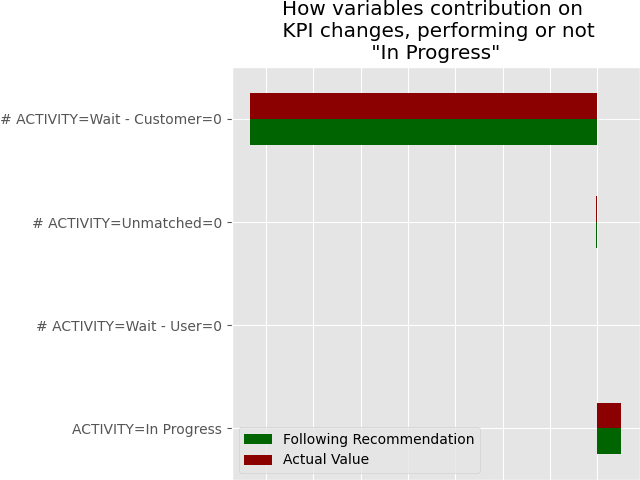 How variables contribution on
KPI changes, performing or not
"In Progress"
# ACTIVITY=Wait - Customer=0
# ACTIVITY=Unmatched=0
# ACTIVITY=Wait - User=0
ACTIVITY=In Progress
Following Recommendation
Actual Value